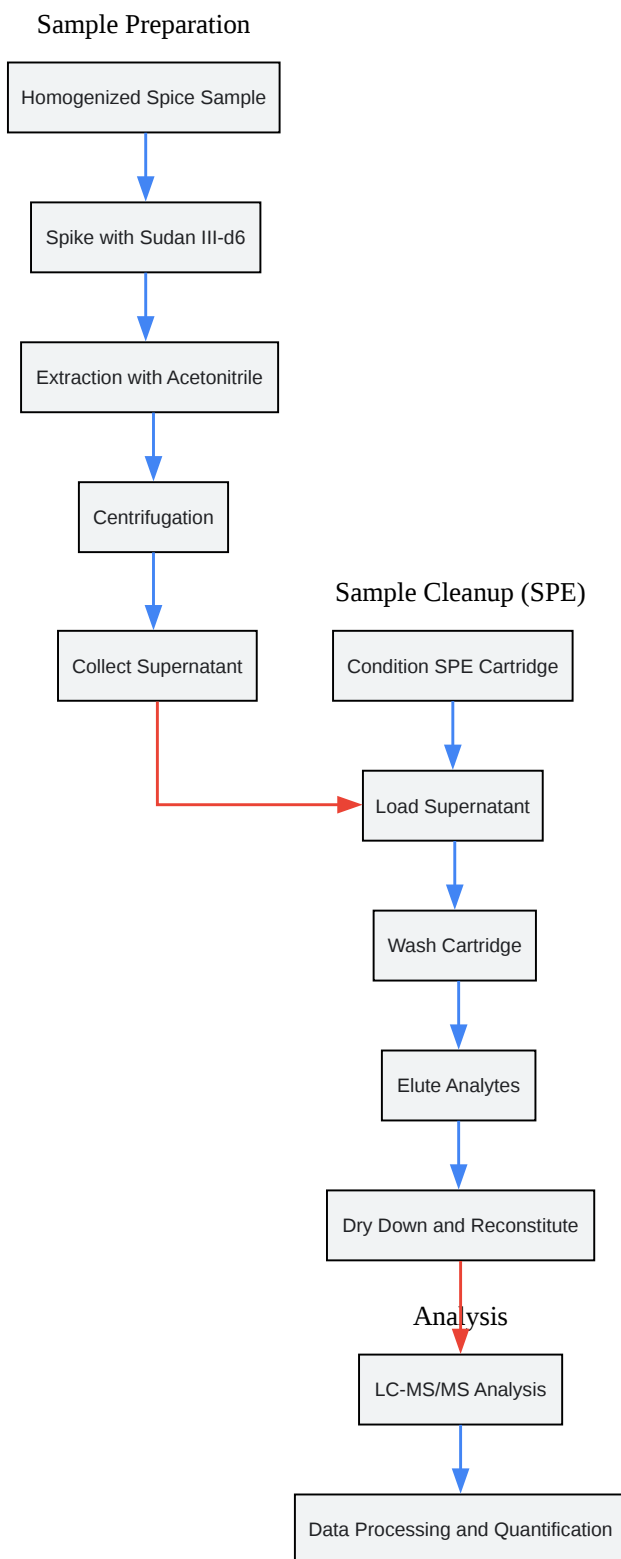 Sample Preparation
Homogenized Spice Sample
Spike with Sudan III-d6
Extraction with Acetonitrile
Centrifugation
Collect Supernatant
Sample Cleanup (SPE)
Condition SPE Cartridge
Load Supernatant
Wash Cartridge
Elute Analytes
Dry Down and Reconstitute
Analysis
LC-MS/MS Analysis
Data Processing and Quantification